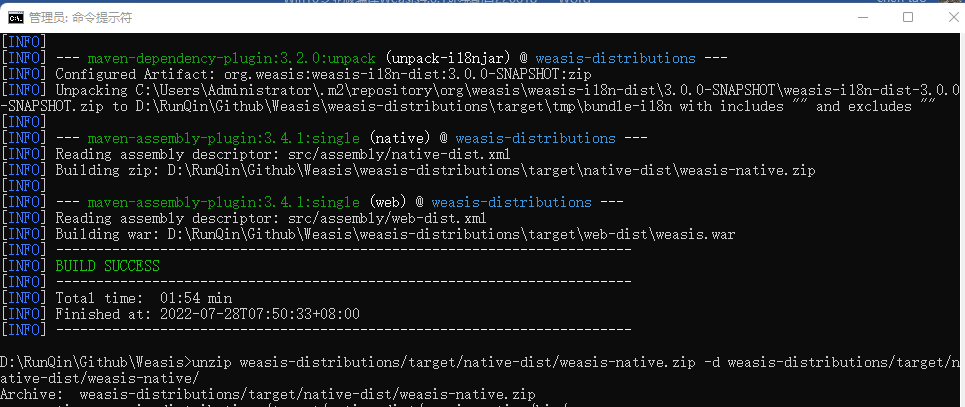 管理员: 命令提示符
[INFO]
[INFO] --- maven-dependency-plugin:3.2.0:unpack (unpack-i18njar) @ weasis-distributions ---
[INFO] Configured Artifact: org.weasis:weasis-i18n-dist:3.0.0-SNAPSHOT:zip
[INFO] Unpacking C:\Users\Administrator\.m2\repository\org\weasis\weasis-i18n-dist\3.0.0-SNAPSHOT\weasis-i18n-dist-3.0.0
-SNAPSHOT.zip to D:\RunQin\Github\Weasis\weasis-distributions\target\tmp\bundle-i18n with includes "" and excludes ""
[INFO]
[INFO] --- maven-assembly-plugin:3.4.1:single (native) @ weasis-distributions ---
[INFO] Reading assembly descriptor: src/assembly/native-dist.xml
[INFO] Building zip: D:\RunQin\Github\Weasis\weasis-distributions\target\native-dist\weasis-native.zip
[INFO]
[INFO] --- maven-assembly-plugin:3.4.1:single (web) @ weasis-distributions ---
[INFO] Reading assembly descriptor: src/assembly/web-dist.xml
[INFO] Building war: D:\RunQin\Github\Weasis\weasis-distributions\target\web-dist\weasis.war
[INFO] ------------------------------------------------------------------------
[INFO] BUILD SUCCESS
[INFO] ------------------------------------------------------------------------
[INFO] Total time:  01:54 min
[INFO] Finished at: 2022-07-28T07:50:33+08:00
[INFO] ------------------------------------------------------------------------
D:\RunQin\Github\Weasis>unzip weasis-distributions/target/native-dist/weasis-native.zip -d weasis-distributions/target/n
ative-dist/weasis-native/
Archive:  weasis-distributions/target/native-dist/weasis-native.zip